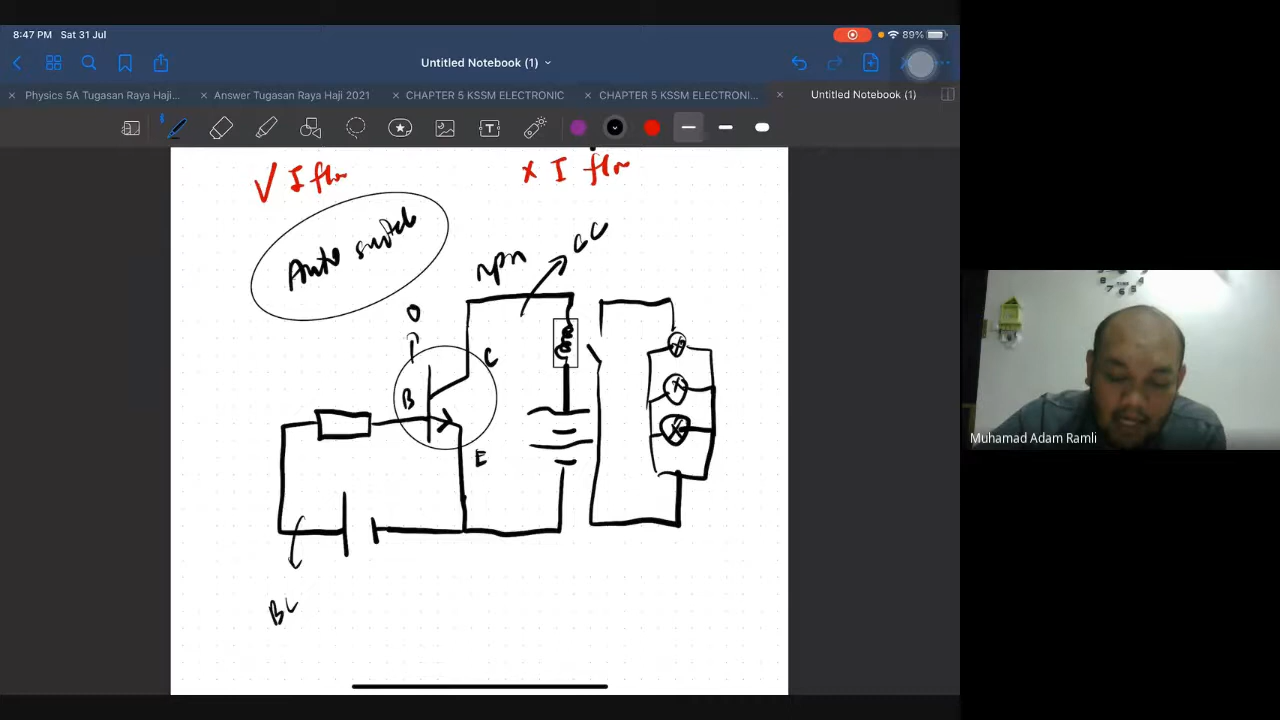 8:47 PM Sat 31 Jul
89%
Untitled Notebook (1)
Physics 5A Tugasan Raya Haji...
Answer Tugasan Raya Haji 2021
CHAPTER 5 KSSM ELECTRONIC
CHAPTER 5 KSSM ELECTRONI...
Untitled Notebook (1)
✓ I flow
x I flow
Auto switch
npn
CC
O
C
B
E
BC
Muhamad Adam Ramli